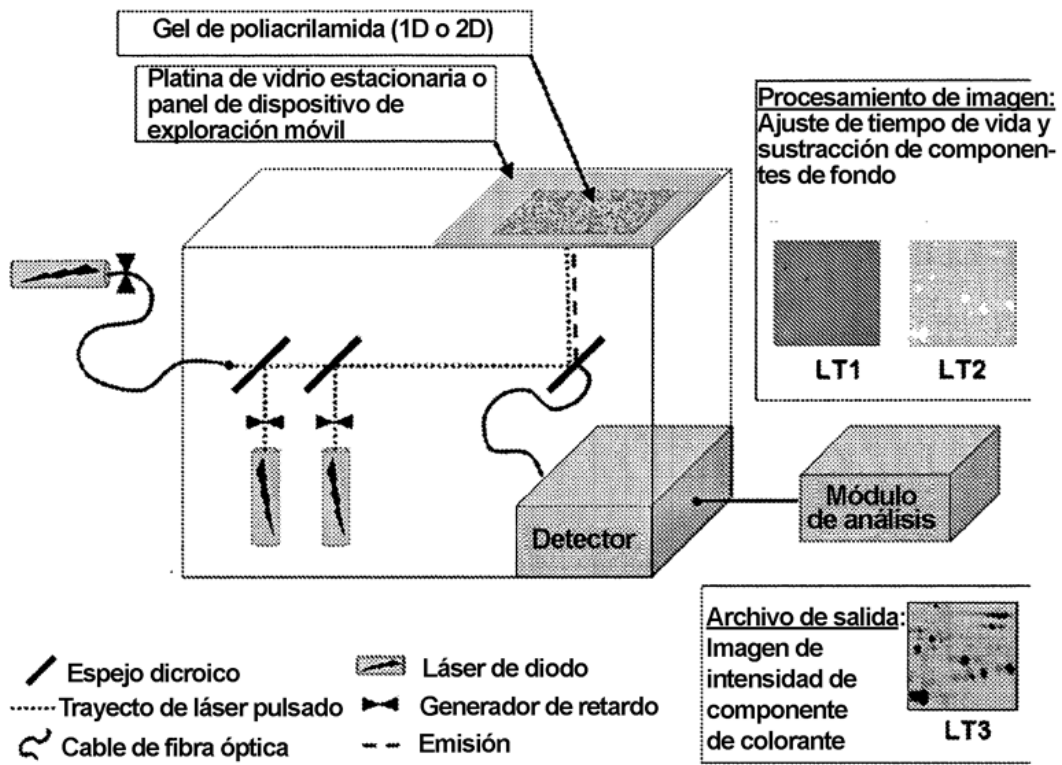 Gel de poliacrilamida (1D o 2D)
Platina de vidrio estacionaria o
panel de dispositivo de
exploración móvil
Procesamiento de imagen:
Ajuste de tiempo de vida y
sustracción de componen-
tes de fondo
LT1
LT2
Detector
Módulo
de análisis
Archivo de salida:
Imagen de
intensidad de
componente
de colorante
LT3
Espejo dicroico
Láser de diodo
Trayecto de láser pulsado
Generador de retardo
Cable de fibra óptica
Emisión